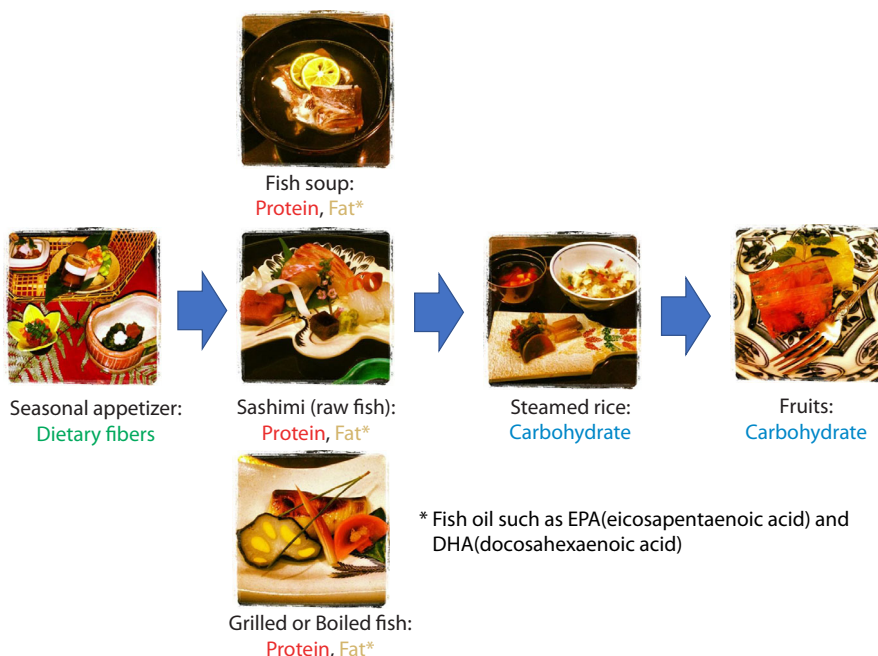 Fish soup:
Protein, Fat*
Seasonal appetizer:
Dietary fibers
Sashimi (raw fish):
Protein, Fat*
Steamed rice:
Carbohydrate
Fruits:
Carbohydrate
* Fish oil such as EPA(eicosapentaenoic acid) and
DHA(docosahexaenoic acid)
Grilled or Boiled fish:
Protein, Fat*